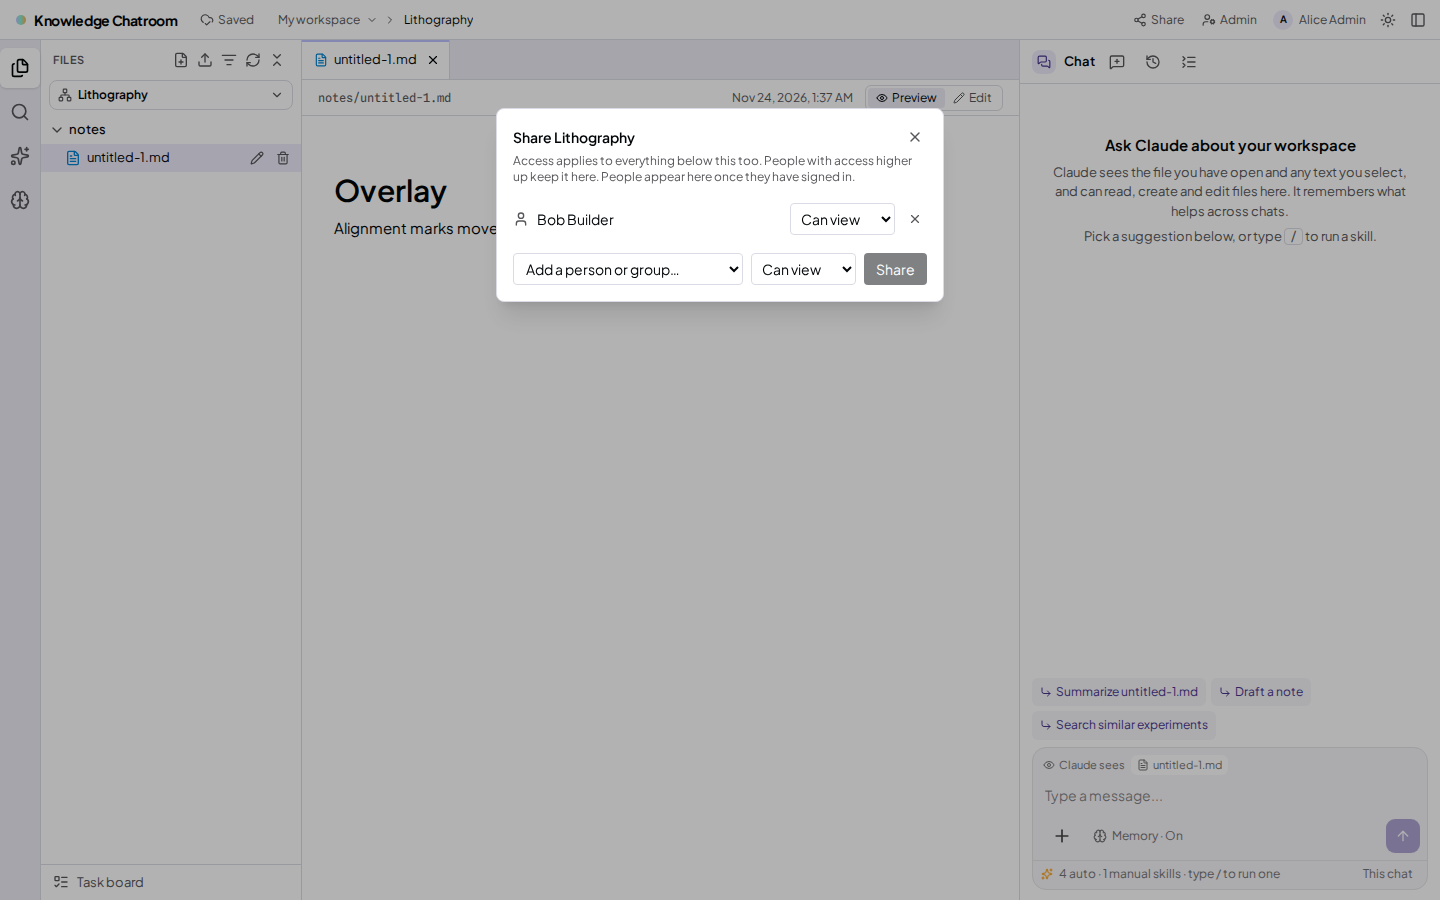 Knowledge Chatroom
Saved
My workspace
Lithography
Share
Admin
A
Alice Admin
FILES
Lithography
notes
untitled-1.md
Task board
untitled-1.md
notes/untitled-1.md
Nov 24, 2026, 1:37 AM
Preview
Edit
Overlay
Alignment marks move
Share Lithography
Access applies to everything below this too. People with access higher
up keep it here. People appear here once they have signed in.
Bob Builder
Can view
Add a person or group...
Can view
Share
Chat
Ask Claude about your workspace
Claude sees the file you have open and any text you select,
and can read, create and edit files here. It remembers what
helps across chats.
Pick a suggestion below, or type / to run a skill.
Summarize untitled-1.md
Draft a note
Search similar experiments
Claude sees
untitled-1.md
Type a message...
Memory · On
4 auto · 1 manual skills · type / to run one
This chat